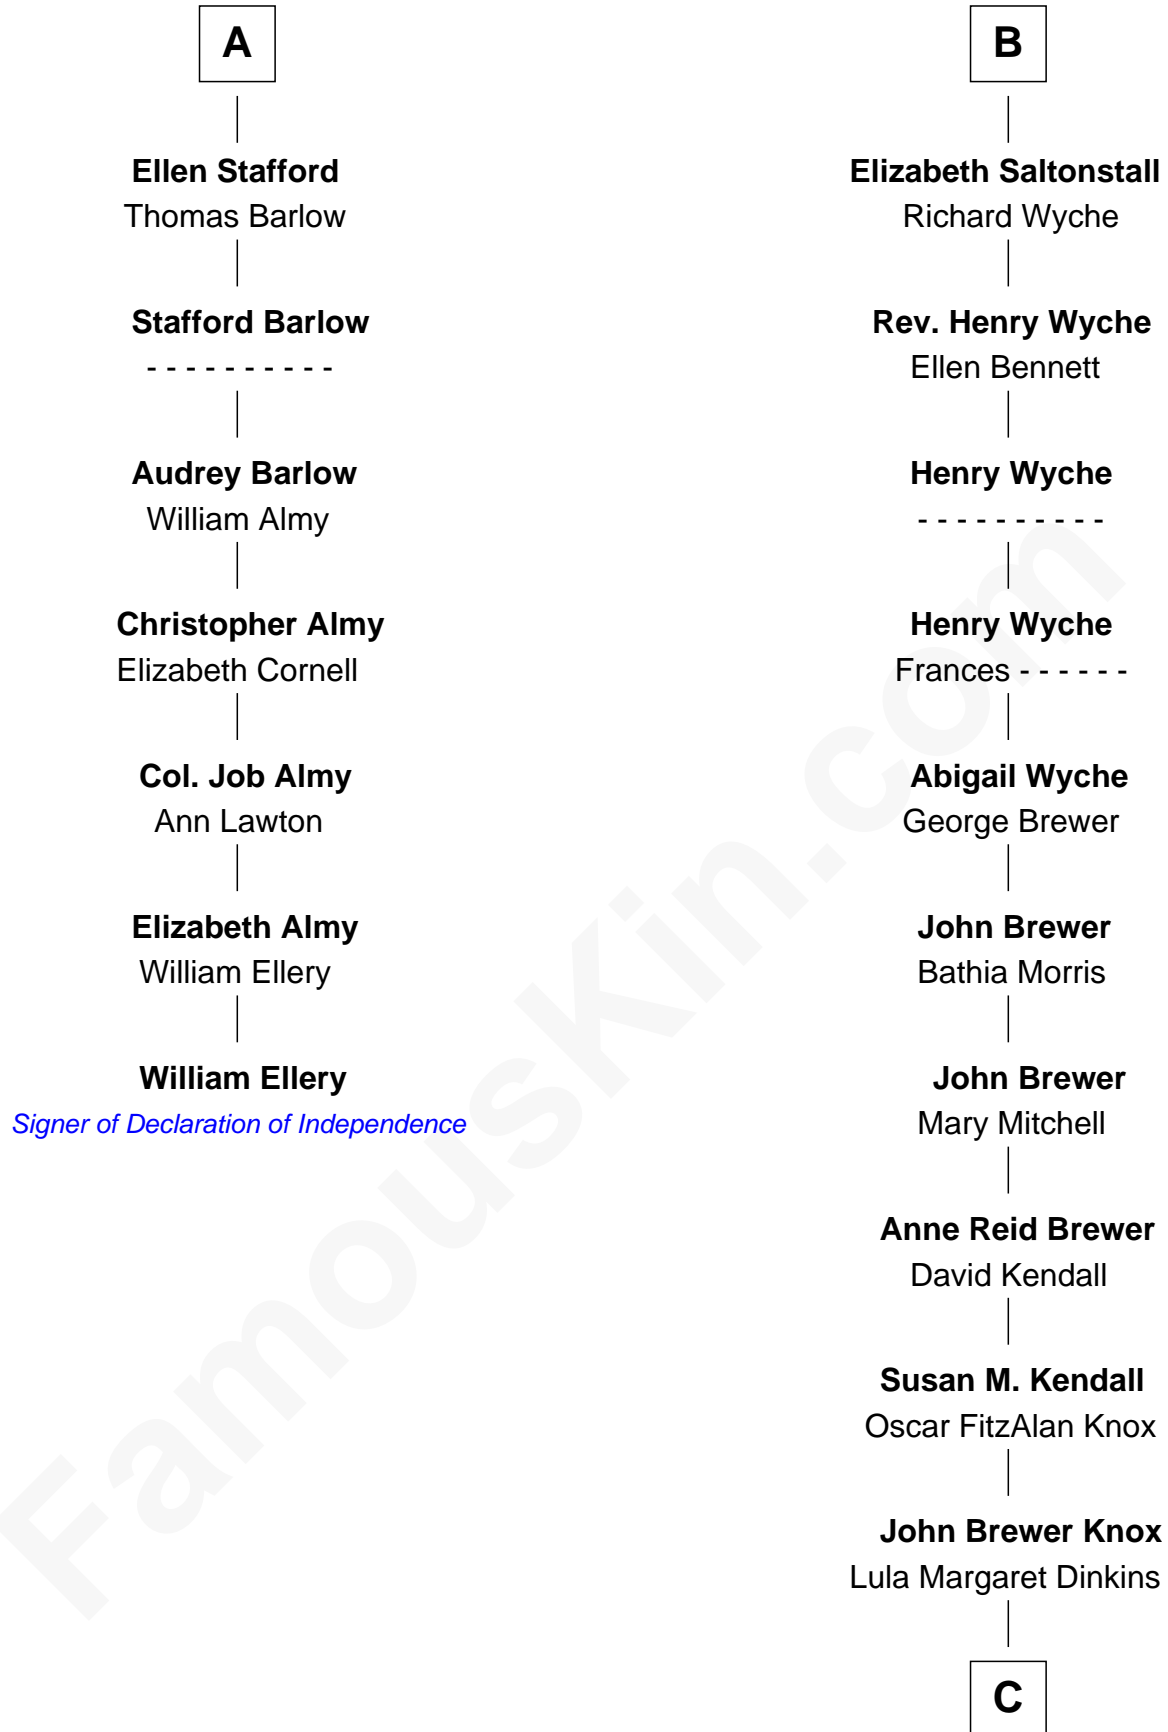 A
Ellen Stafford
Thomas Barlow
Stafford Barlow
- - - - - - - - - -
Audrey Barlow
William Almy
Christopher Almy
Elizabeth Cornell
Col. Job Almy
Ann Lawton
Elizabeth Almy
William Ellery
William Ellery
Signer of Declaration of Independence
B
Elizabeth Saltonstall
Richard Wyche
Rev. Henry Wyche
Ellen Bennett
Henry Wyche
- - - - - - - - - -
Henry Wyche
Frances - - - - - -
Abigail Wyche
George Brewer
John Brewer
Bathia Morris
John Brewer
Mary Mitchell
Anne Reid Brewer
David Kendall
Susan M. Kendall
Oscar FitzAlan Knox
John Brewer Knox
Lula Margaret Dinkins
C
FamousKin.com